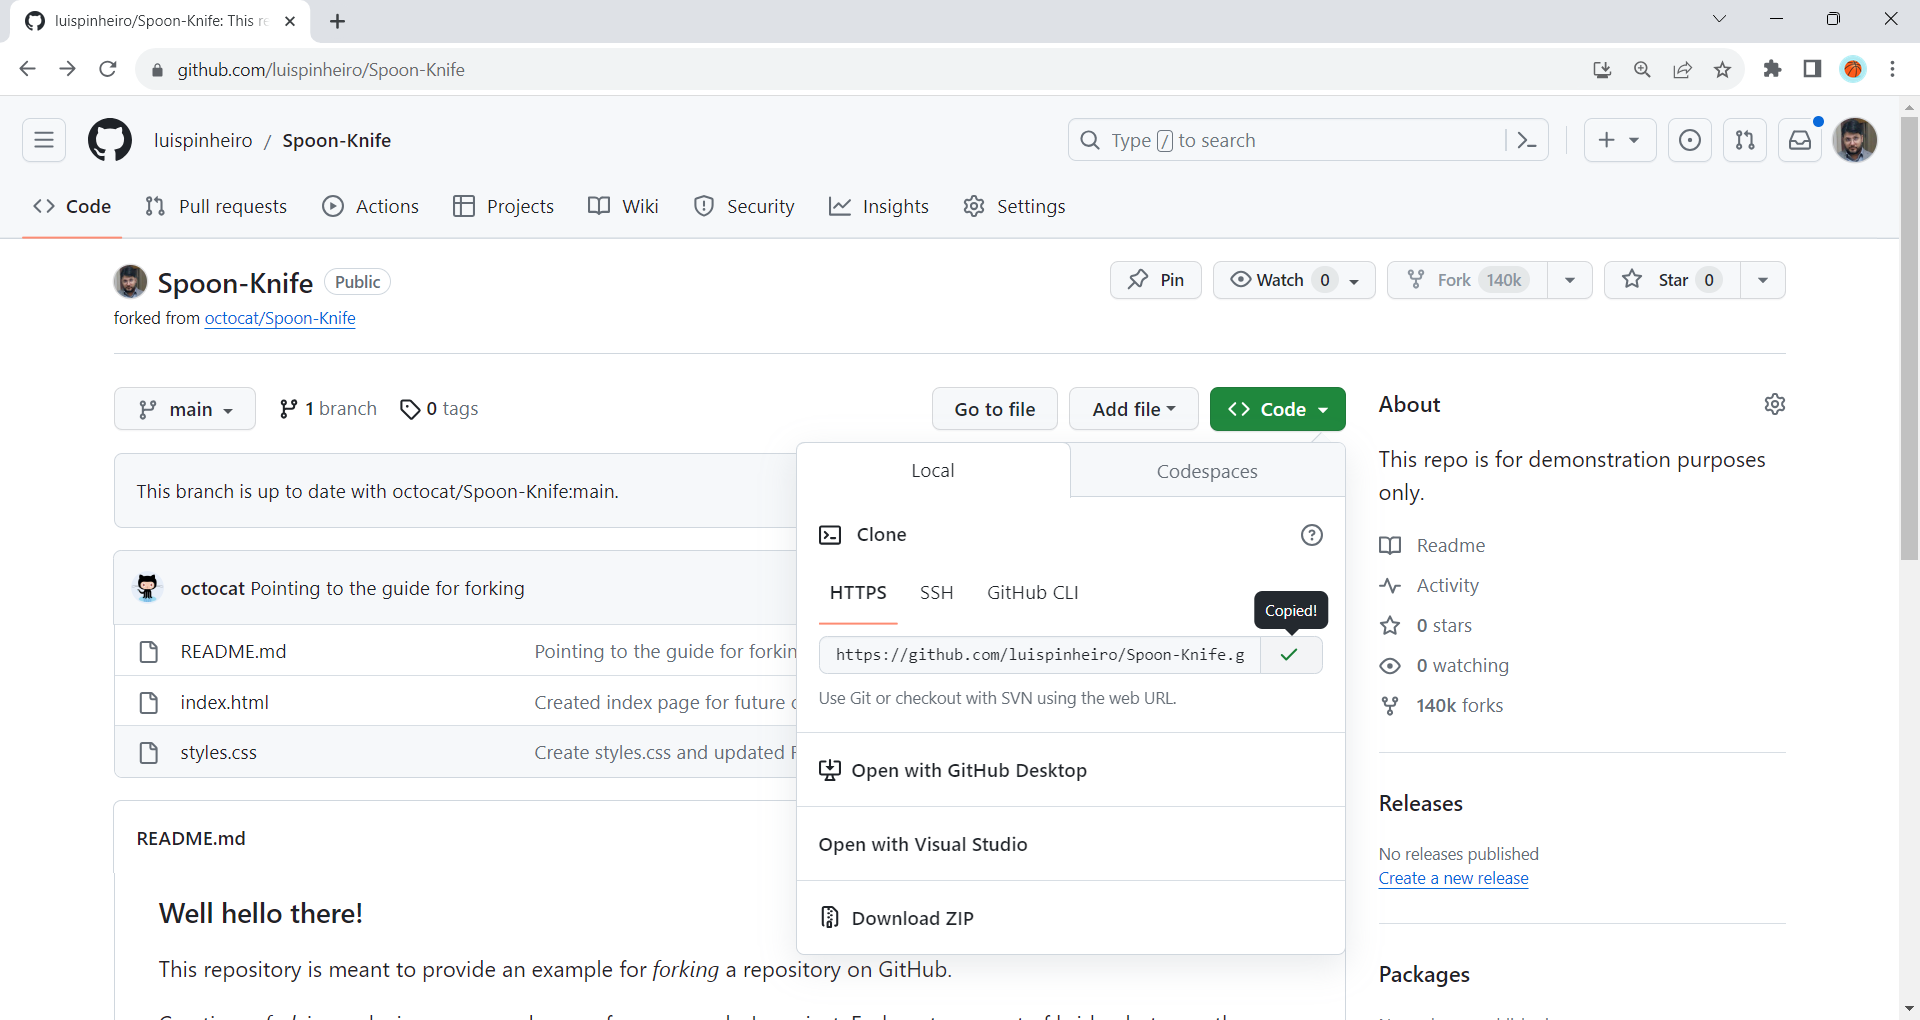 luispinheiro/Spoon-Knife: This re
github.com/luispinheiro/Spoon-Knife
luispinheiro / Spoon-Knife
Type / to search
Code
Pull requests
Actions
Projects
Wiki
Security
Insights
Settings
Spoon-Knife Public
Pin
Watch 0
Fork 140k
Star 0
forked from octocat/Spoon-Knife
main
1 branch
0 tags
Go to file
Add file
Code
This branch is up to date with octocat/Spoon-Knife:main.
octocat Pointing to the guide for forking
README.md Pointing to the guide for forkin
index.html Created index page for future
styles.css Create styles.css and updated
README.md
Well hello there!
This repository is meant to provide an example for forking a repository on GitHub.
Local
Codespaces
Clone
HTTPS
SSH
GitHub CLI
Copied!
https://github.com/luispinheiro/Spoon-Knife.g
Use Git or checkout with SVN using the web URL.
Open with GitHub Desktop
Open with Visual Studio
Download ZIP
About
This repo is for demonstration purposes
only.
Readme
Activity
0 stars
0 watching
140k forks
Releases
No releases published
Create a new release
Packages